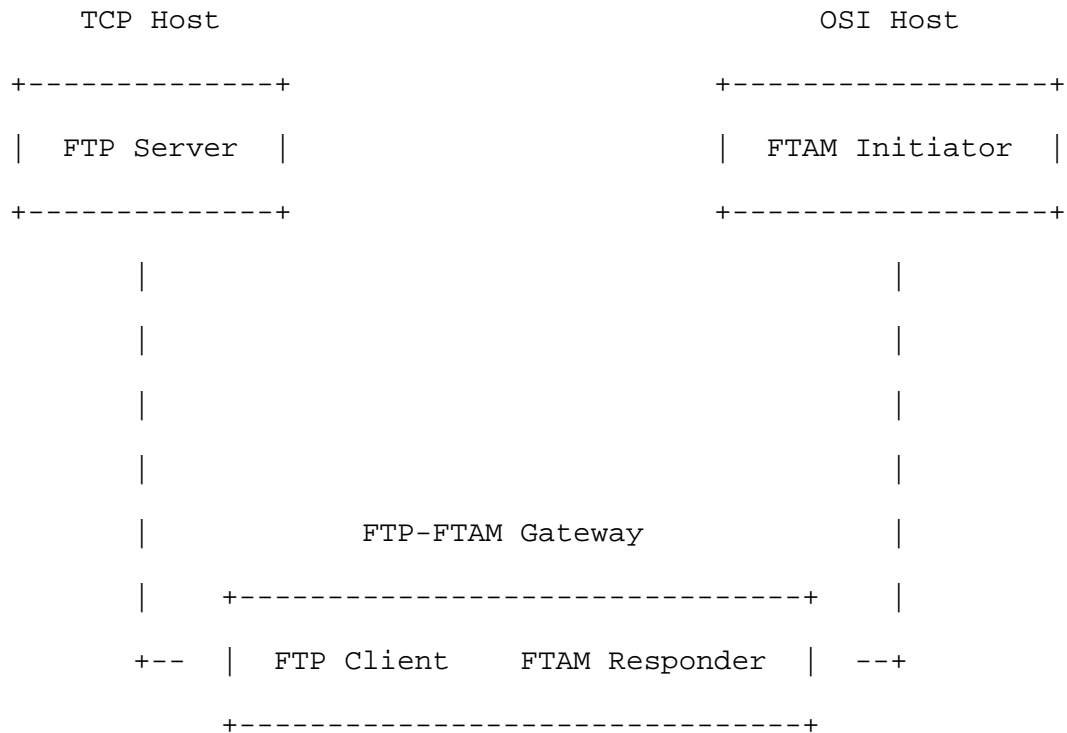 TCP Host OSI Host
FTP Server FTAM Initiator
FTP-FTAM Gateway
FTP Client FTAM Responder